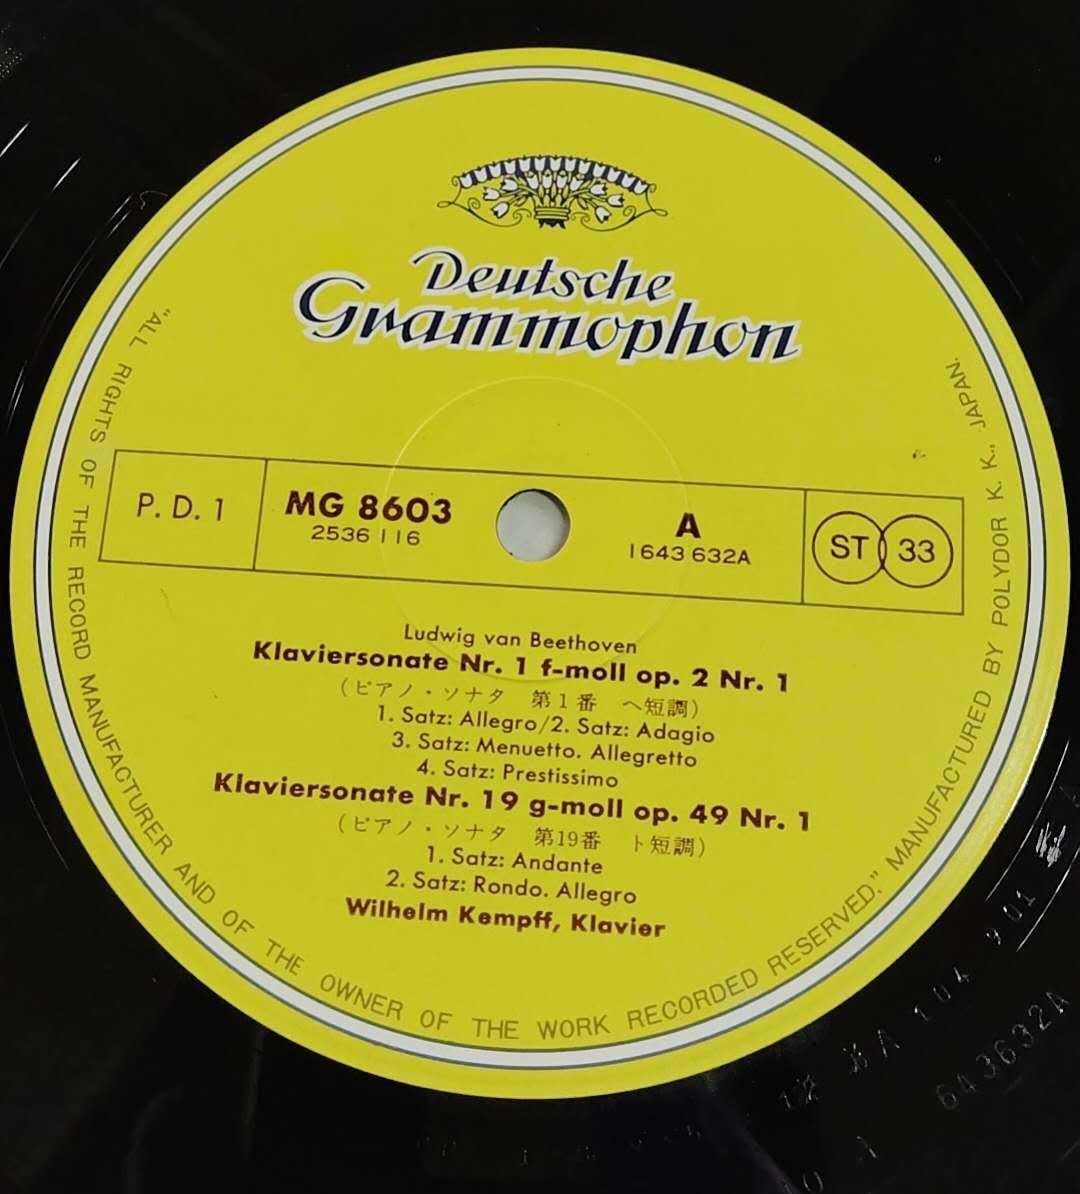 Deutsche
Grammophon
P. D. 1
MG 8603
2536 116
A
1643 632A
ST 33
Ludwig van Beethoven
Klaviersonate Nr. 1 f-moll op. 2 Nr. 1
(ピアノ・ソナタ 第1番 ヘ短調)
1. Satz: Allegro/2. Satz: Adagio
3. Satz: Menuetto. Allegretto
4. Satz: Prestissimo
Klaviersonate Nr. 19 g-moll op. 49 Nr. 1
(ピアノ・ソナタ 第19番 ト短調)
1. Satz: Andante
2. Satz: Rondo. Allegro
Wilhelm Kempff, Klavier
"ALL RIGHTS OF THE RECORD MANUFACTURER AND OF THE OWNER OF THE WORK RECORDED RESERVED." MANUFACTURED BY POLYDOR K. K., JAPAN.
643632A